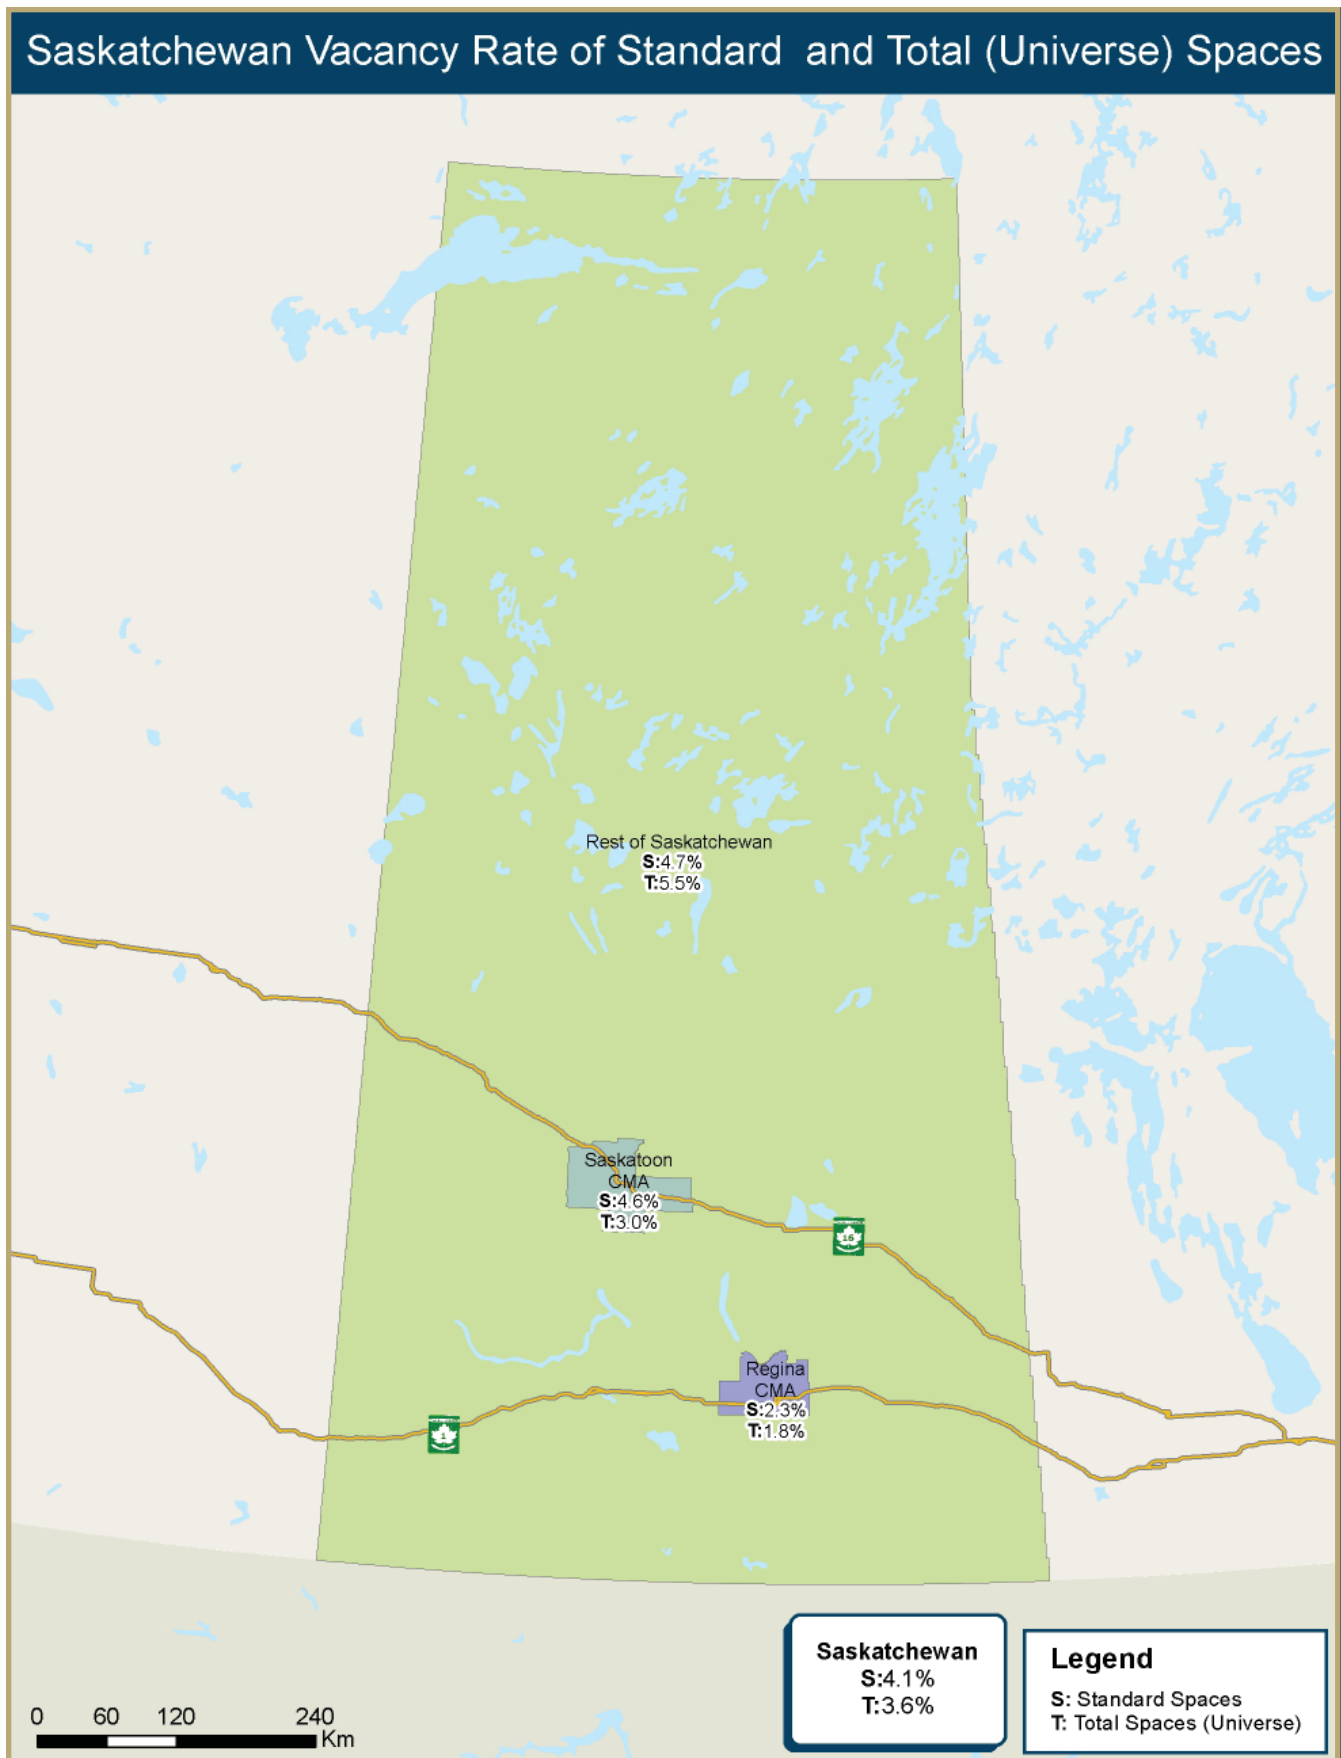 Saskatchewan Vacancy Rate of Standard and Total (Universe) Spaces
Rest of Saskatchewan
S:4.7%
T:5.5%
Saskatoon
CMA
S:4.6%
T:3.0%
16
Regina
CMA
S:2.3%
T:1.8%
1
Saskatchewan
S:4.1%
T:3.6%
Legend
S: Standard Spaces
T: Total Spaces (Universe)
0 60 120 240
Km